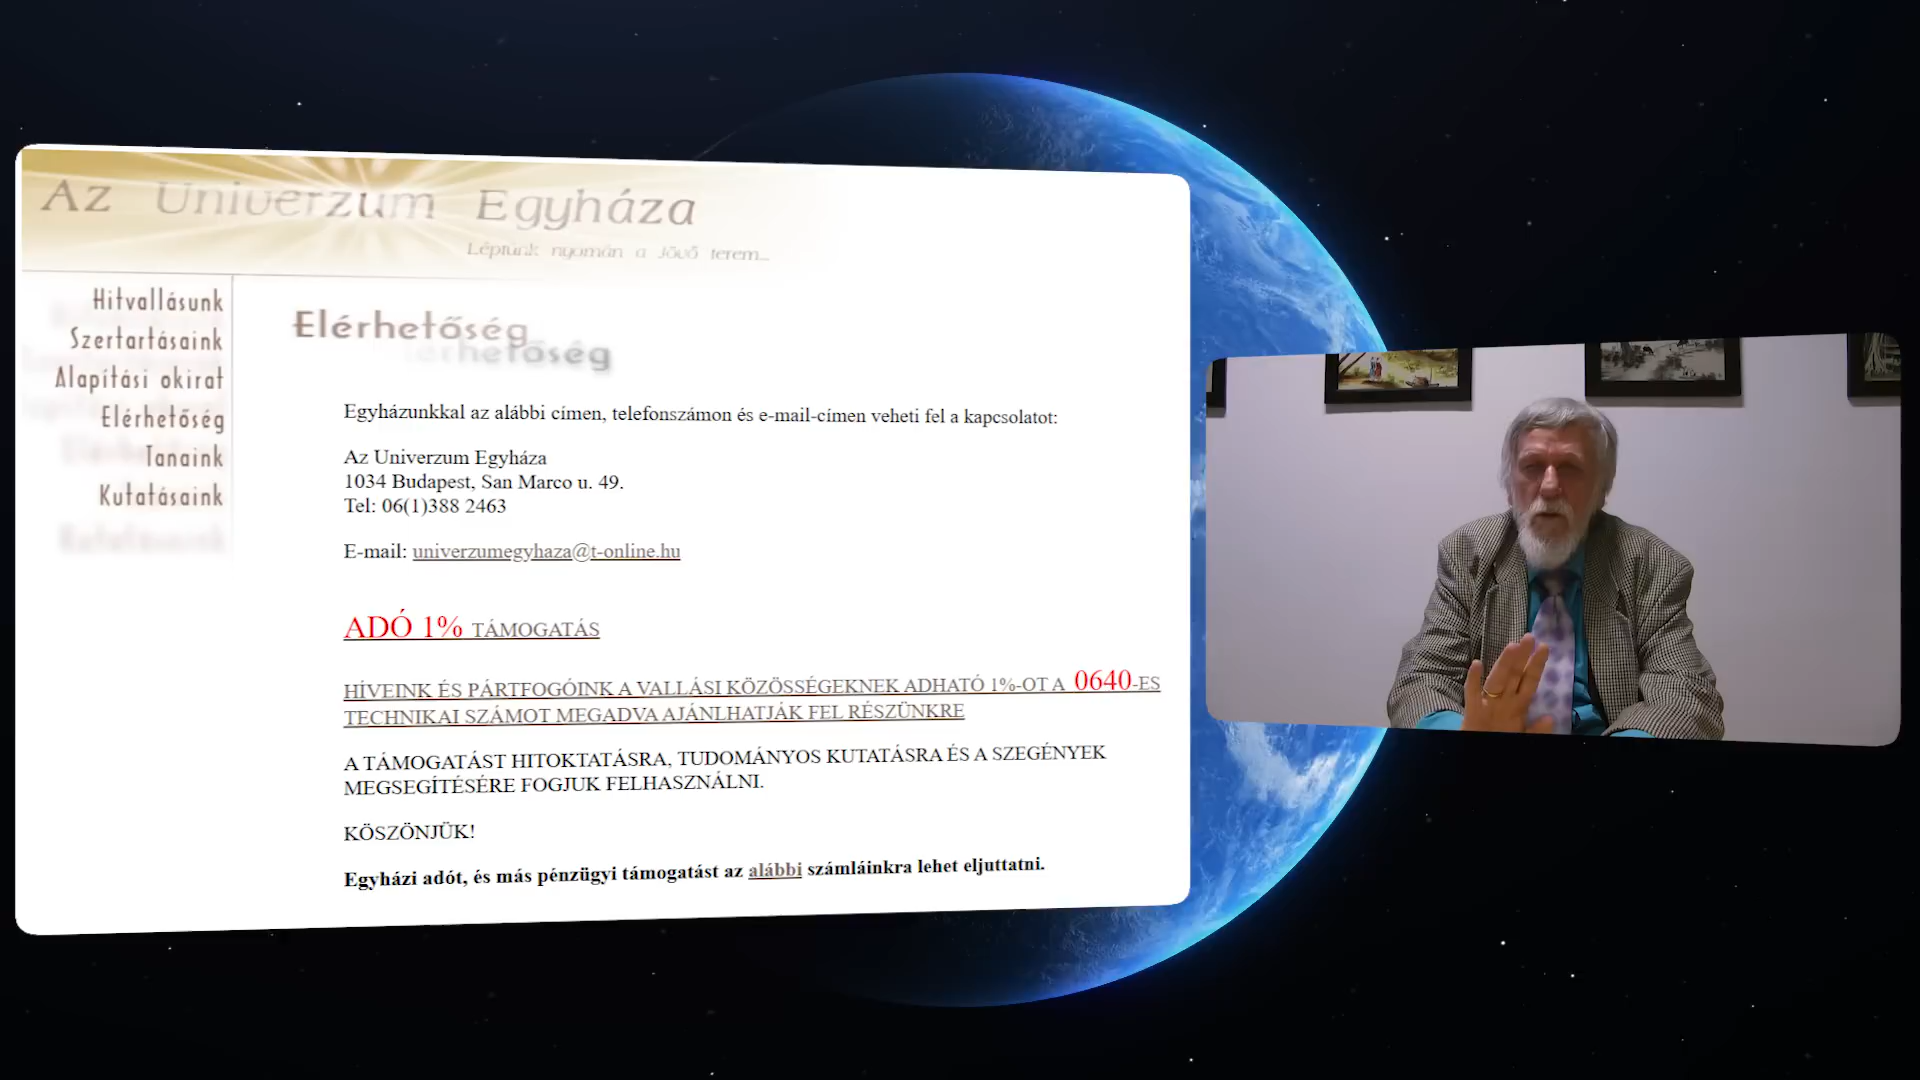 Az Univerzum Egyháza
Léptünk nyomán a Jövő terem...
Hitvallásunk
Szertartásaink
Alapítási okirat
Elérhetőség
Tanaink
Kutatásaink
Elérhetőség
Egyházunkkal az alábbi címen, telefonszámon és e-mail-címen veheti fel a kapcsolatot:
Az Univerzum Egyháza
1034 Budapest, San Marco u. 49.
Tel: 06(1)388 2463
E-mail: univerzumegyhaza@t-online.hu
ADÓ 1% TÁMOGATÁS
HÍVEINK ÉS PÁRTFOGÓINK A VALLÁSI KÖZÖSSÉGEKNEK ADHATÓ 1%-OT A 0640-ES
TECHNIKAI SZÁMOT MEGADVA AJÁNLHATJÁK FEL RÉSZÜNKRE
A TÁMOGATÁST HITOKTATÁSRA, TUDOMÁNYOS KUTATÁSRA ÉS A SZEGÉNYEK
MEGSEGÍTÉSÉRE FOGJUK FELHASZNÁLNI.
KÖSZÖNJÜK!
Egyházi adót, és más pénzügyi támogatást az alábbi számláinkra lehet eljuttatni.